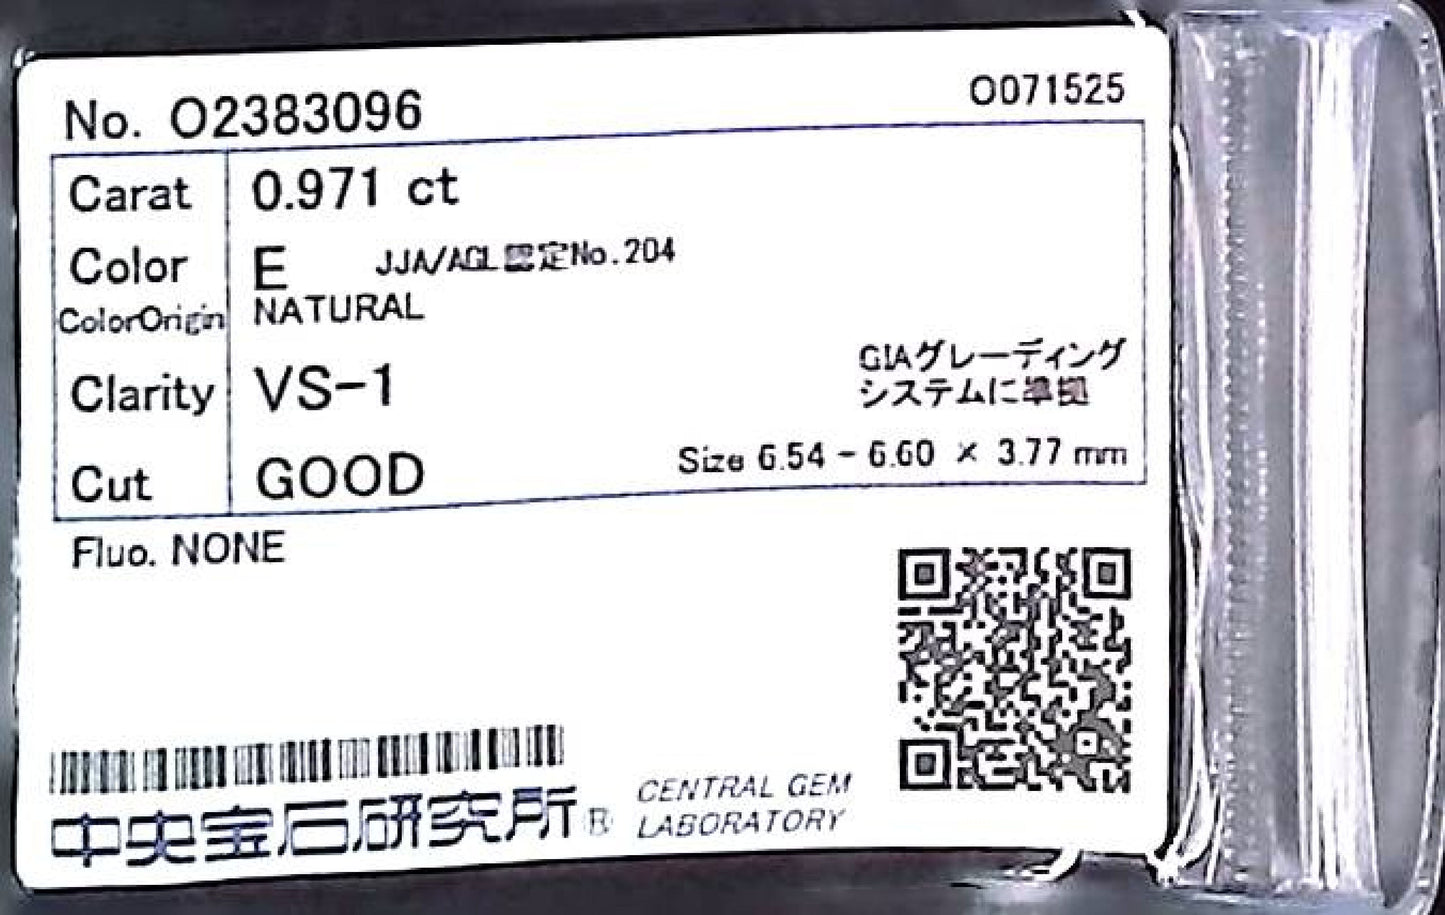 No. O2383096
O071525
Carat 0.971 ct
Color E JJA/AGL認定No.204
ColorOrigin NATURAL
Clarity VS-1
GIAグレーディング
システムに準拠
Cut GOOD
Size 6.54 - 6.60 × 3.77 mm
Fluo. NONE
中央宝石研究所®
CENTRAL GEM
LABORATORY